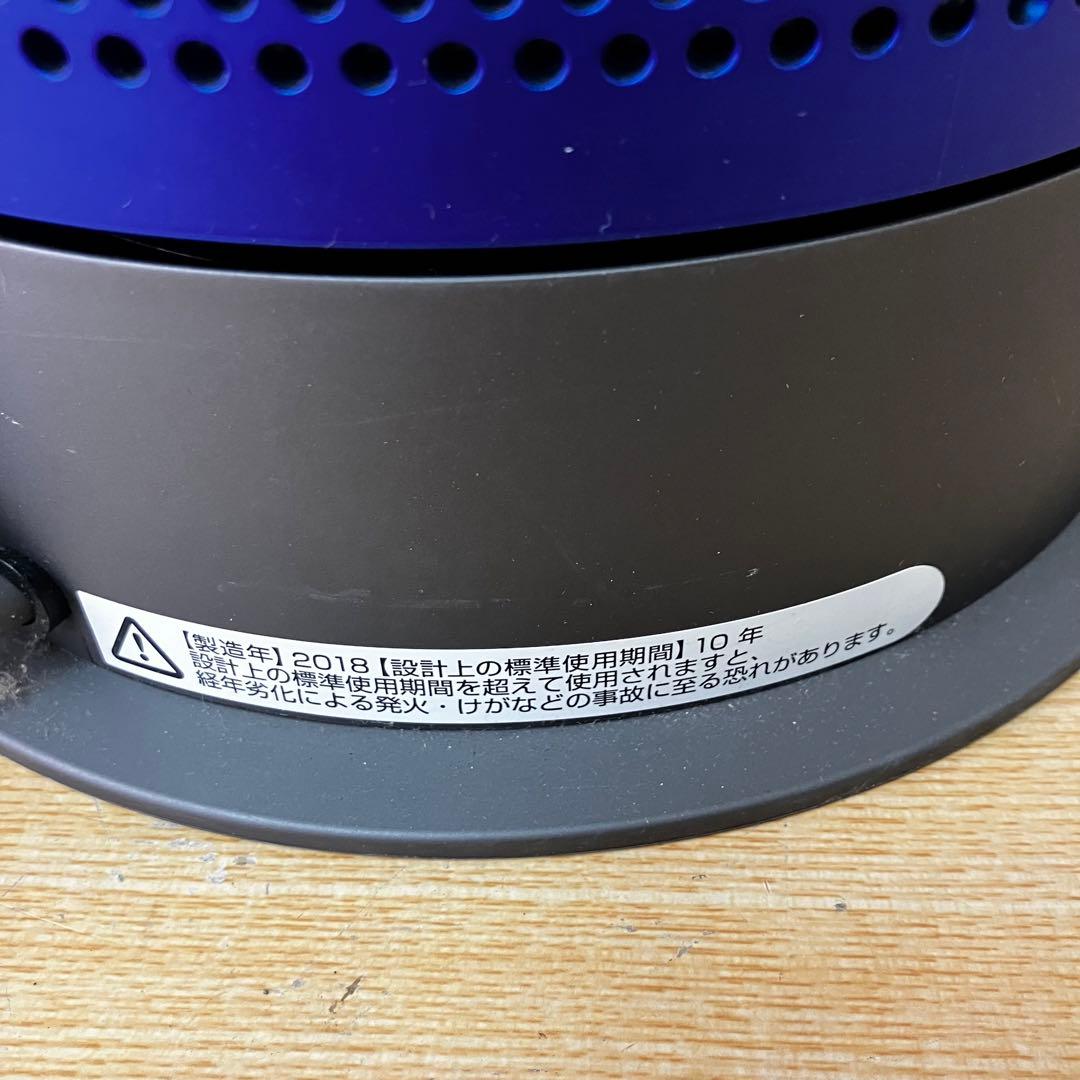 【製造年】2018【設計上の標準使用期間】10 年
設計上の標準使用期間を超えて使用されますと、
経年劣化による発火・けがなどの事故に至る恐れがあります。